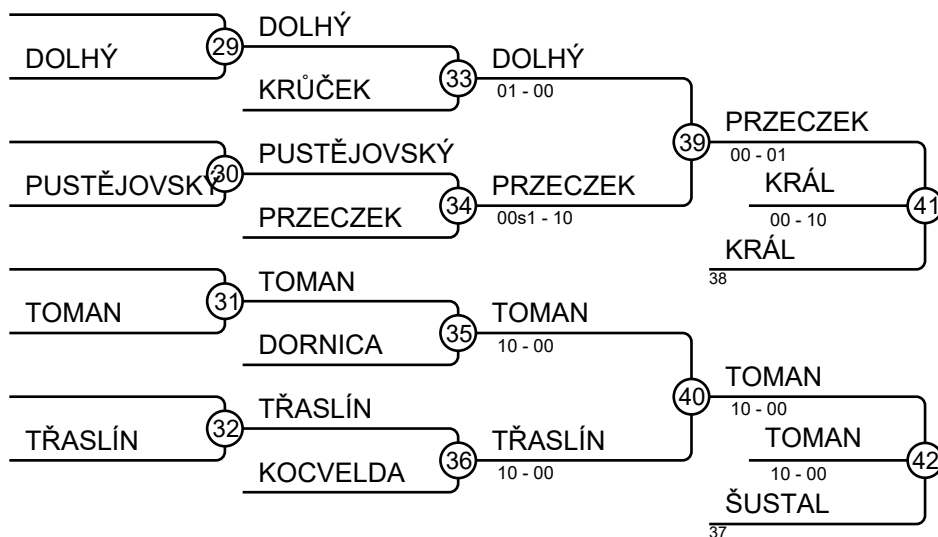 DOLHÝ
29
DOLHÝ
KRŮČEK
33
DOLHÝ
01 - 00
PUSTĚJOVSKÝ
30
PUSTĚJOVSKÝ
PRZECZEK
34
PRZECZEK
00s1 - 10
39
PRZECZEK
00 - 01
KRÁL
00 - 10
KRÁL
38
41
TOMAN
31
TOMAN
DORNICA
35
TOMAN
10 - 00
TŘASLÍN
32
TŘASLÍN
KOCVELDA
36
TŘASLÍN
10 - 00
40
TOMAN
10 - 00
TOMAN
10 - 00
ŠUSTAL
37
42